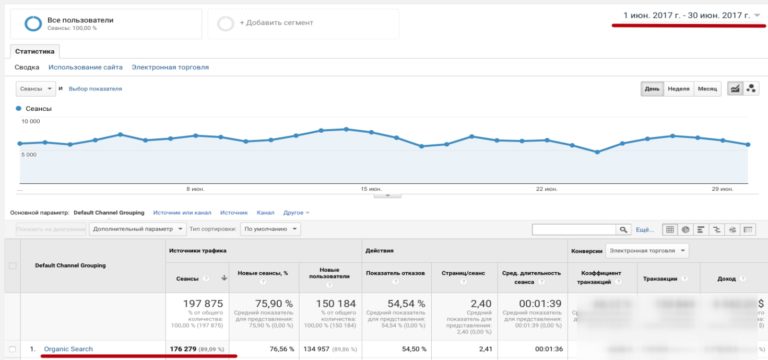 Все пользователи
Сеансы: 100,00 %
+ Добавить сегмент
1 июн. 2017 г. - 30 июн. 2017 г.
Статистика
Сводка Использование сайта Электронная торговля
Сеансы и Выбор показателя
День Неделя Месяц
Сеансы
10 000
5 000
...
8 июн. 15 июн. 22 июн. 29 июн.
Основной параметр: Default Channel Grouping Источник или канал Источник Канал Другое
Показать на диаграмме Дополнительный параметр Тип сортировки: По умолчанию Ещё...
Default Channel Grouping
Источники трафика Действия Конверсии Электронная торговля
Сеансы Новые сеансы, % Новые пользователи Показатель отказов Страниц/сеанс Сред. длительность сеанса Коэффициент транзакций Транзакции Доход
197 875 75,90 % 150 184 54,54 % 2,40 00:01:39
% от общего количества: 100,00 % (197 875)
Средний показатель для представления: 75,90 % (0,00 %)
% от общего количества: 100,00 % (150 184)
Средний показатель для представления: 54,54 % (0,00 %)
Средний показатель для представления: 2,40 (0,00 %)
Средний показатель для представления: 00:01:39 (0,00 %)
1. Organic Search 176 279 (89,09 %) 76,56 % 134 957 (89,86 %) 54,50 % 2,41 00:01:36